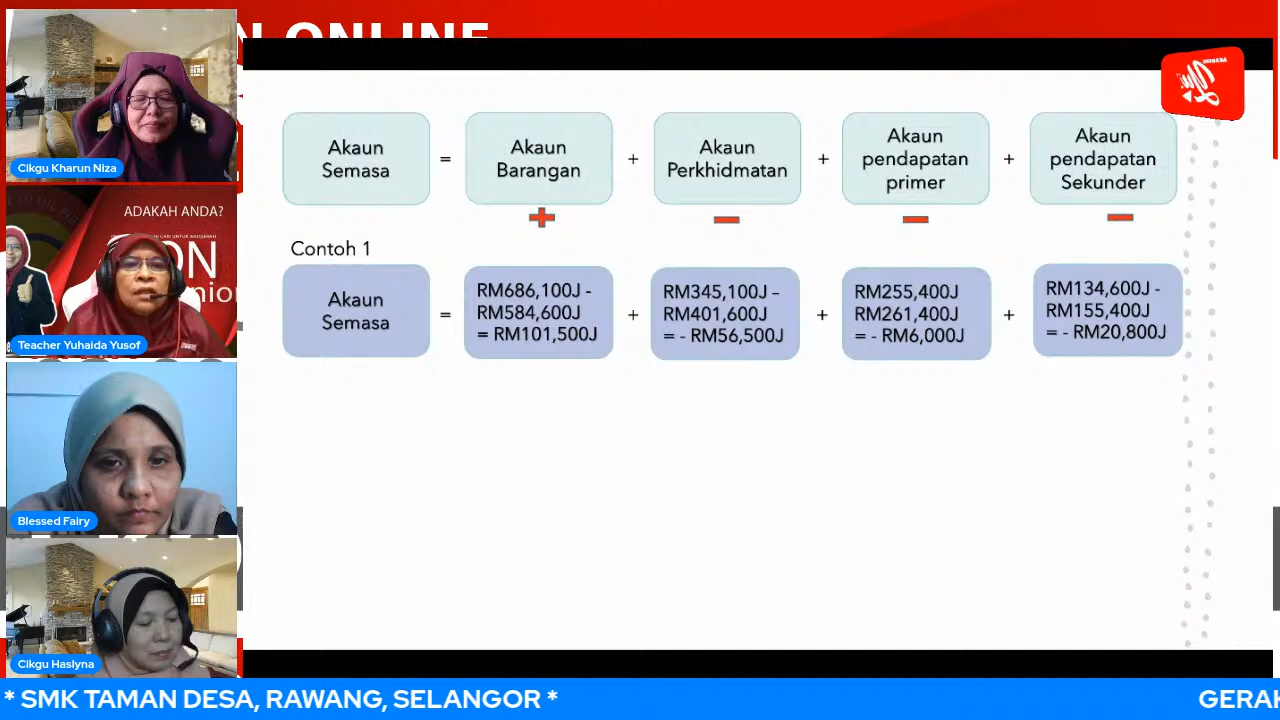 N ONLINE
Cikgu Kharun Niza
ADAKAH ANDA?
ON
nior
Teacher Yuhaida Yusof
Blessed Fairy
Cikgu Haslyna
Akaun
Semasa
=
Akaun
Barangan
+
Akaun
Perkhidmatan
+
Akaun
pendapatan
primer
+
Akaun
pendapatan
Sekunder
Contoh 1
Akaun
Semasa
=
RM686,100J -
RM584,600J
= RM101,500J
+
RM345,100J –
RM401,600J
= - RM56,500J
+
RM255,400J
RM261,400J
= - RM6,000J
+
RM134,600J -
RM155,400J
= - RM20,800J
* SMK TAMAN DESA, RAWANG, SELANGOR *
GERAK